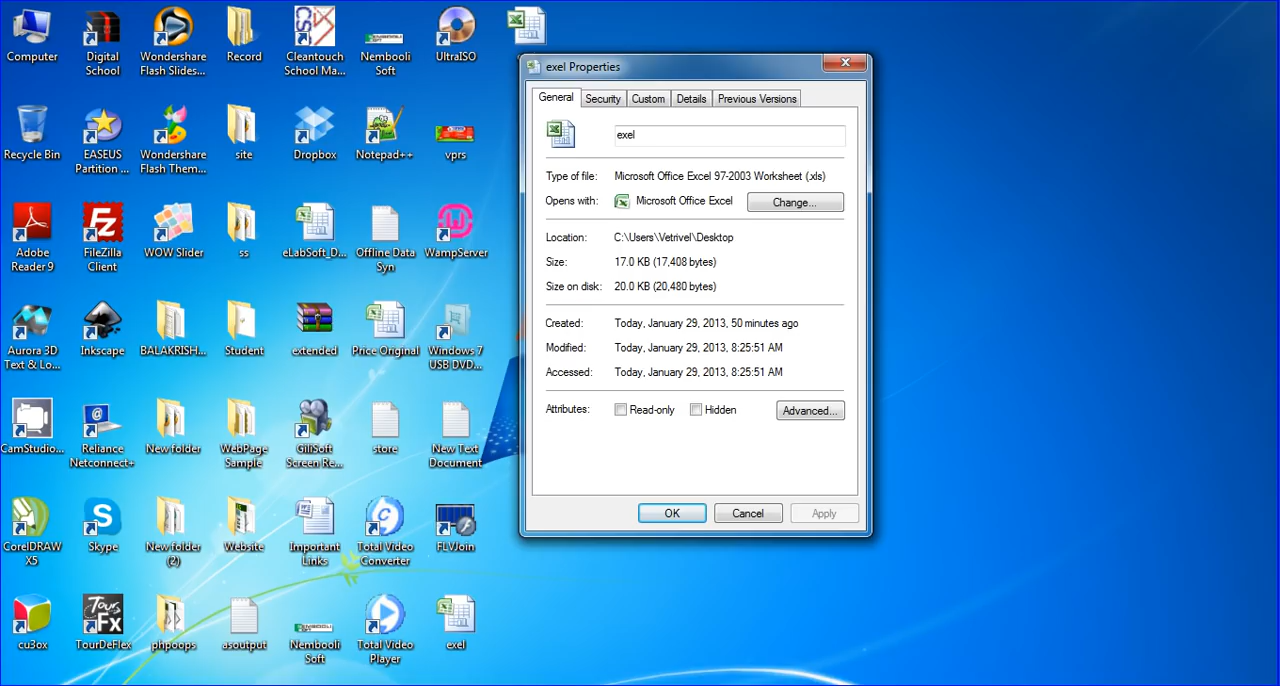 Computer
Digital
School
Wondershare
Flash Slides...
Record
Cleantouch
School Ma...
Nembooli
Soft
UltraISO
Recycle Bin
EASEUS
Partition ...
Wondershare
Flash Them...
site
Dropbox
Notepad++
vprs
Adobe
Reader 9
FileZilla
Client
WOW Slider
ss
eLabSoft_D...
Offline Data
Syn
WampServer
Aurora 3D
Text & Lo...
Inkscape
BALAKRISH...
Student
extended
Price Original
Windows 7
USB DVD...
CamStudio...
Reliance
Netconnect+
New folder
WebPage
Sample
GiliSoft
Screen Re...
store
New Text
Document
CorelDRAW
X5
Skype
New folder
(2)
Website
Important
Links
Total Video
Converter
FLVJoin
cu3ox
Tour
De
Fx
TourDeFlex
phpoops
asoutput
Nembooli
Soft
Total Video
Player
exel
exel Properties
General Security Custom Details Previous Versions
exel
Type of file: Microsoft Office Excel 97-2003 Worksheet (.xls)
Opens with: Microsoft Office Excel Change...
Location: C:\Users\Vetrivel\Desktop
Size: 17.0 KB (17,408 bytes)
Size on disk: 20.0 KB (20,480 bytes)
Created: Today, January 29, 2013, 50 minutes ago
Modified: Today, January 29, 2013, 8:25:51 AM
Accessed: Today, January 29, 2013, 8:25:51 AM
Attributes: Read-only Hidden Advanced...
OK Cancel Apply